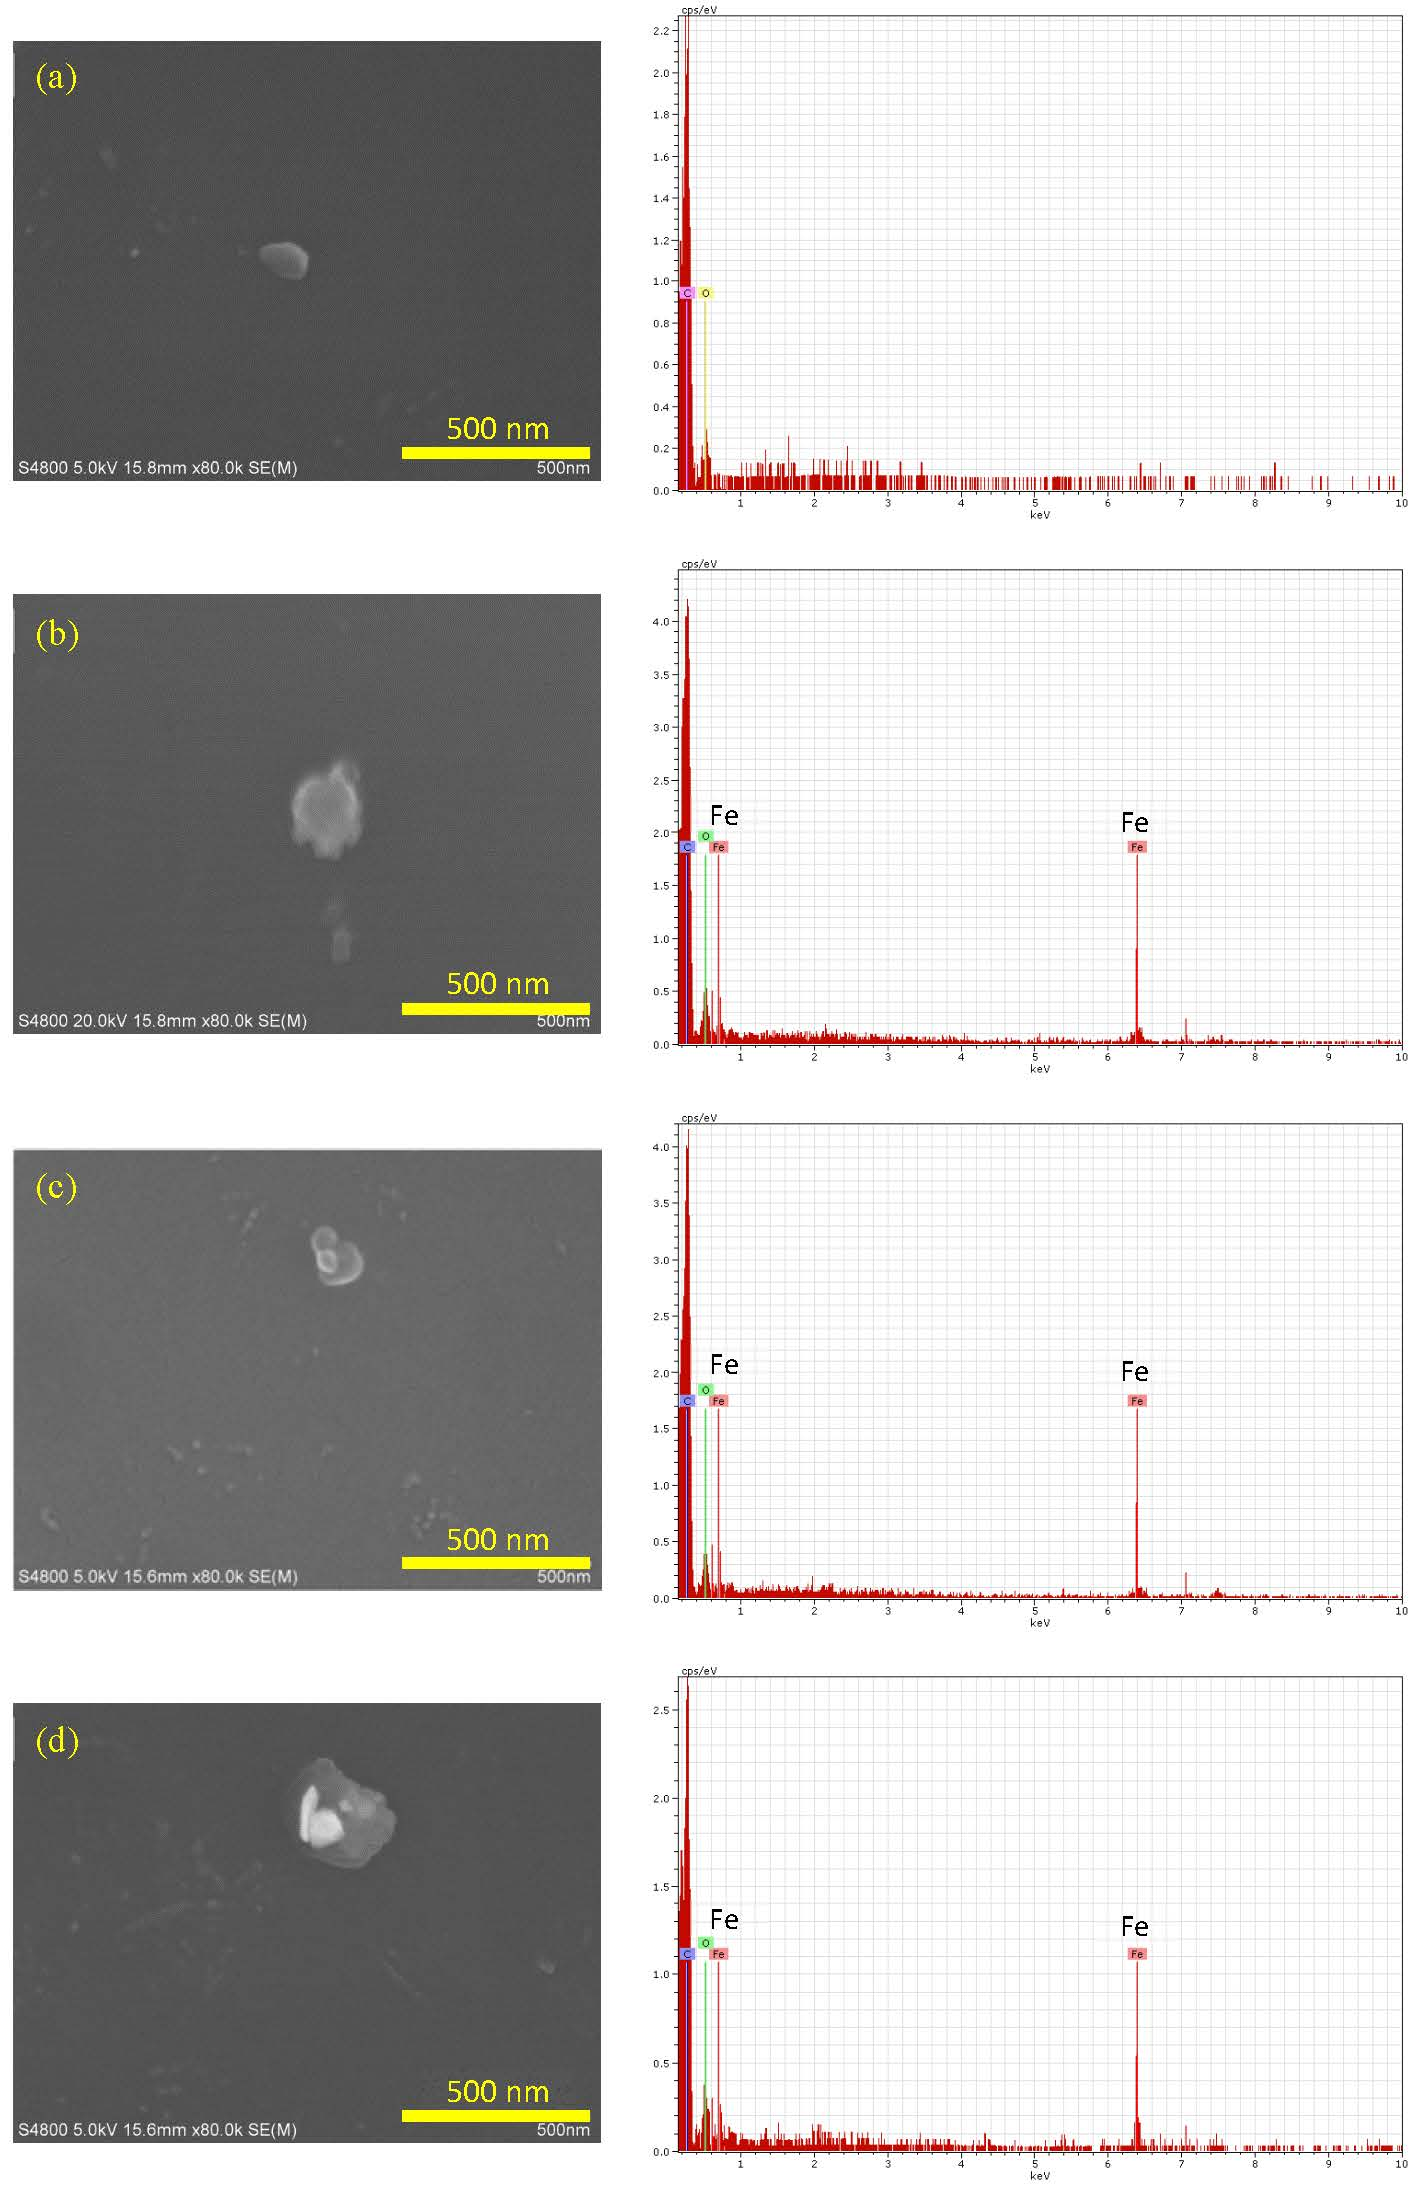 (a)
500 nm
S4800 5.0kV 15.8mm x80.0k SE(M) 500nm
cps/eV
2.2
2.0
1.8
1.6
1.4
1.2
1.0
0.8
0.6
0.4
0.2
0.0
C O
1 2 3 4 5 6 7 8 9 10
keV
(b)
500 nm
S4800 20.0kV 15.8mm x80.0k SE(M) 500nm
cps/eV
4.0
3.5
3.0
2.5
2.0
1.5
1.0
0.5
0.0
Fe Fe
O
C Fe Fe
1 2 3 4 5 6 7 8 9 10
keV
(c)
500 nm
S4800 5.0kV 15.6mm x80.0k SE(M) 500nm
cps/eV
4.0
3.5
3.0
2.5
2.0
1.5
1.0
0.5
0.0
Fe Fe
O
C Fe Fe
1 2 3 4 5 6 7 8 9 10
keV
(d)
500 nm
S4800 5.0kV 15.6mm x80.0k SE(M) 500nm
cps/eV
2.5
2.0
1.5
1.0
0.5
0.0
Fe Fe
O
C Fe Fe
1 2 3 4 5 6 7 8 9 10
keV